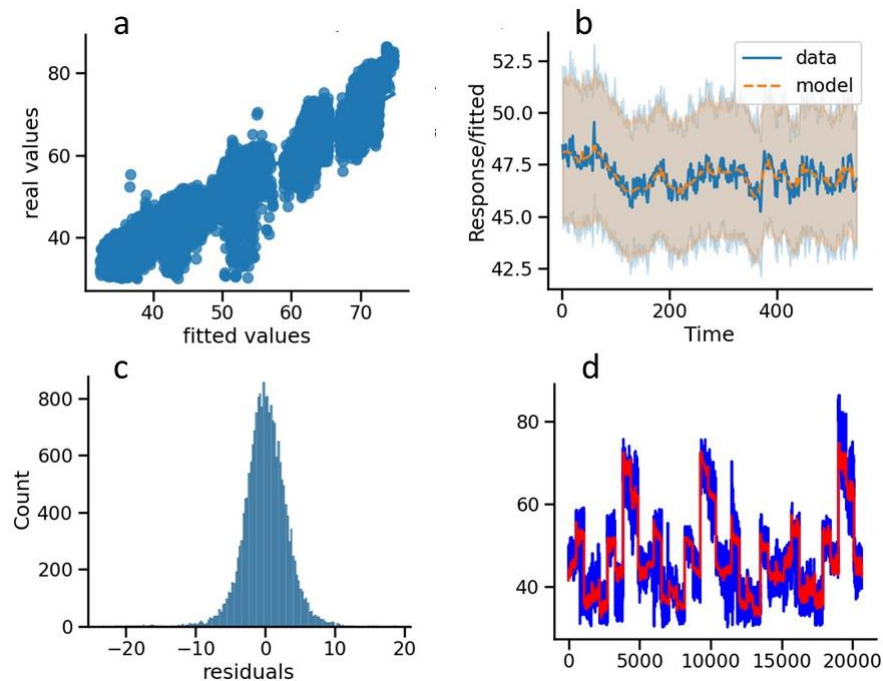 a
80
60
40
real values
40
50
60
70
fitted values
b
data
model
52.5
50.0
47.5
45.0
42.5
Response/fitted
0
200
400
Time
c
800
600
400
200
0
Count
−20
−10
0
10
20
residuals
d
80
60
40
0
5000
10000
15000
20000